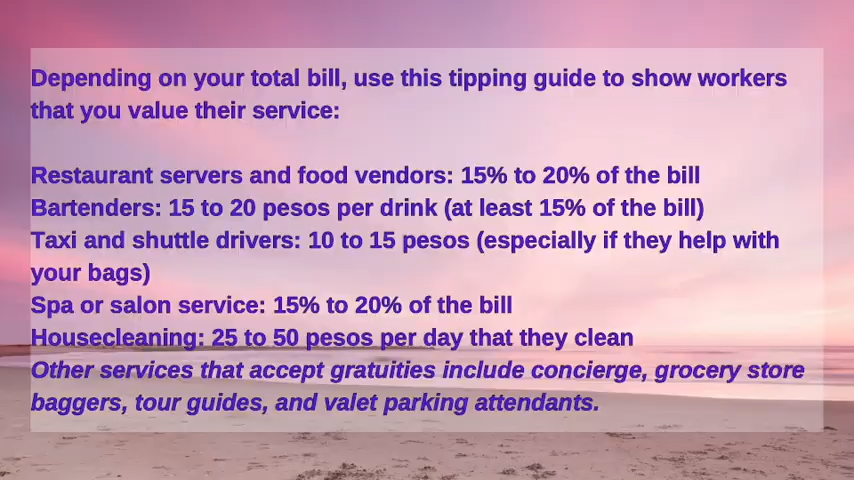 Depending on your total bill, use this tipping guide to show workers
that you value their service:
Restaurant servers and food vendors: 15% to 20% of the bill
Bartenders: 15 to 20 pesos per drink (at least 15% of the bill)
Taxi and shuttle drivers: 10 to 15 pesos (especially if they help with
your bags)
Spa or salon service: 15% to 20% of the bill
Housecleaning: 25 to 50 pesos per day that they clean
Other services that accept gratuities include concierge, grocery store
baggers, tour guides, and valet parking attendants.